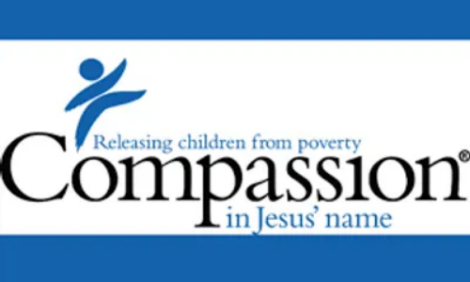 Releasing children from poverty
Compassion®
in Jesus' name